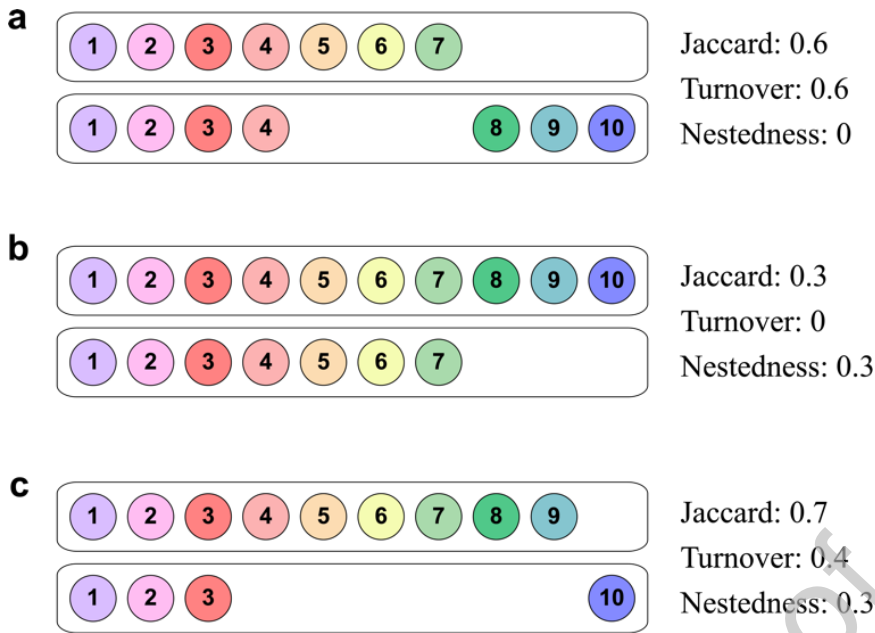 a
1 2 3 4 5 6 7
Jaccard: 0.6
Turnover: 0.6
1 2 3 4 8 9 10
Nestedness: 0
b
1 2 3 4 5 6 7 8 9 10
Jaccard: 0.3
Turnover: 0
1 2 3 4 5 6 7
Nestedness: 0.3
c
1 2 3 4 5 6 7 8 9
Jaccard: 0.7
Turnover: 0.4
1 2 3 10
Nestedness: 0.3